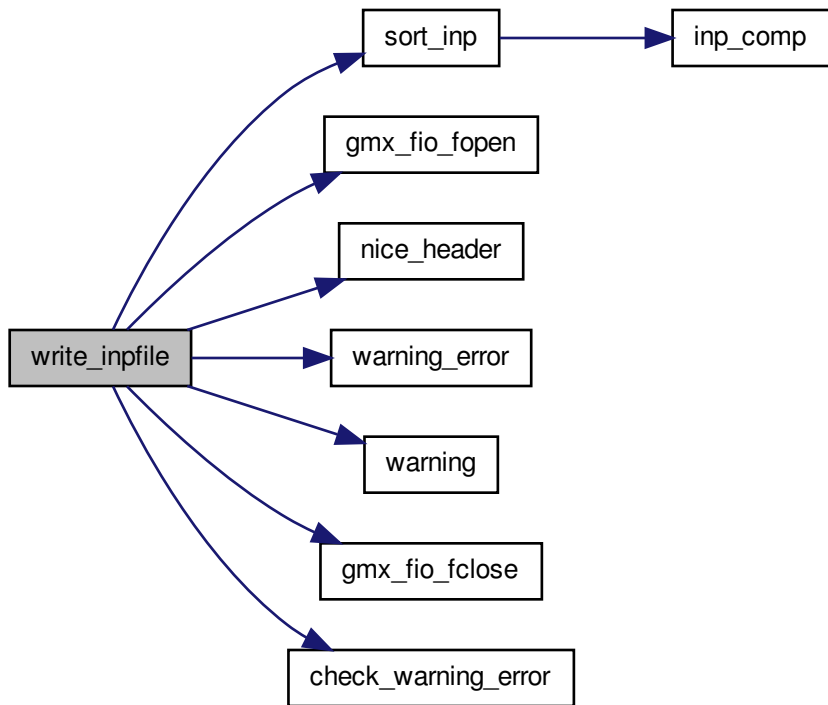 sort_inp
inp_comp
gmx_fio_fopen
nice_header
write_inpfile
warning_error
warning
gmx_fio_fclose
check_warning_error